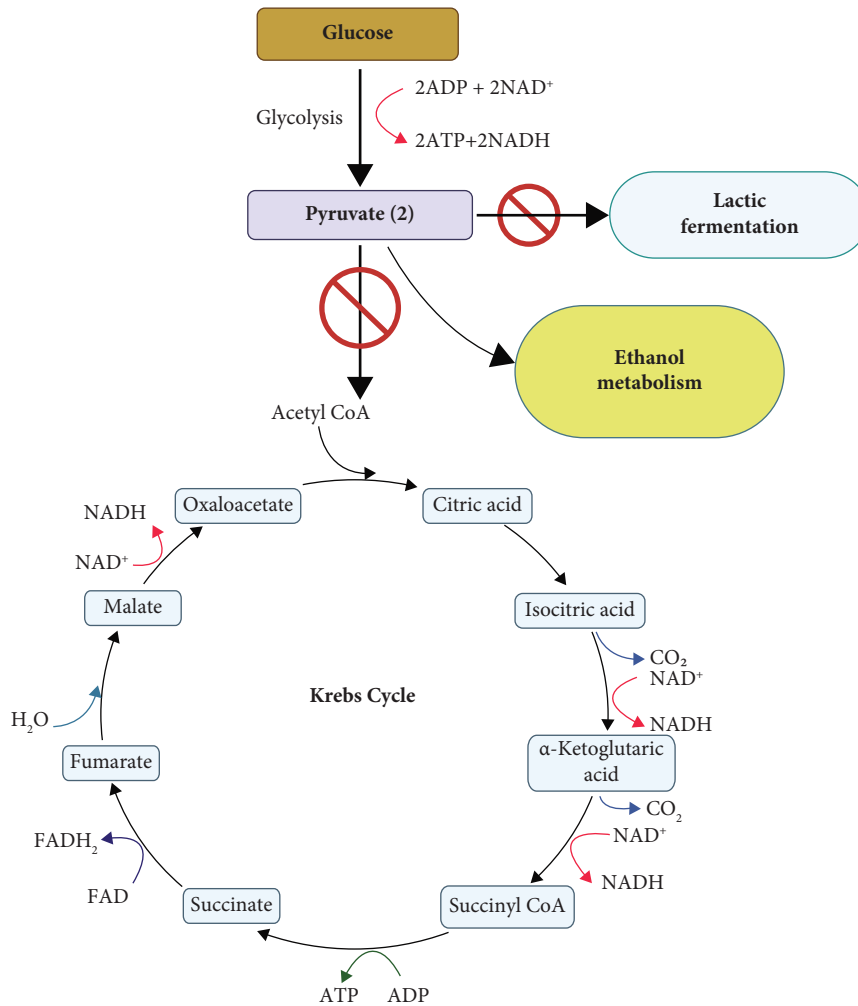 Glucose
2ADP + 2NAD⁺
Glycolysis
2ATP+2NADH
Pyruvate (2)
Lactic
fermentation
Ethanol
metabolism
Acetyl CoA
Oxaloacetate
Citric acid
NADH
NAD⁺
Malate
Isocitric acid
CO₂
NAD⁺
NADH
Krebs Cycle
H₂O
Fumarate
α-Ketoglutaric
acid
CO₂
NAD⁺
NADH
FADH₂
FAD
Succinate
Succinyl CoA
ATP
ADP